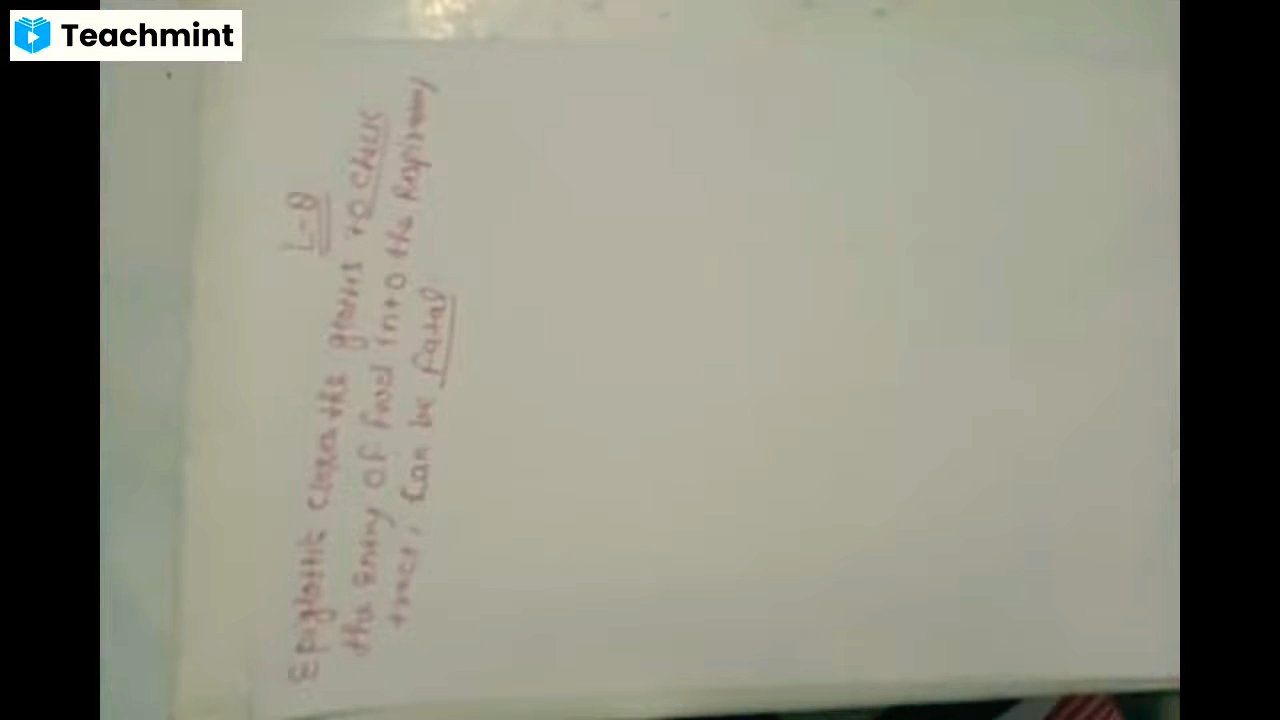 Teachmint
L-8
Epiglottis closes the glottis to check
the entry of food into the Respiratory
tract, can be fatal